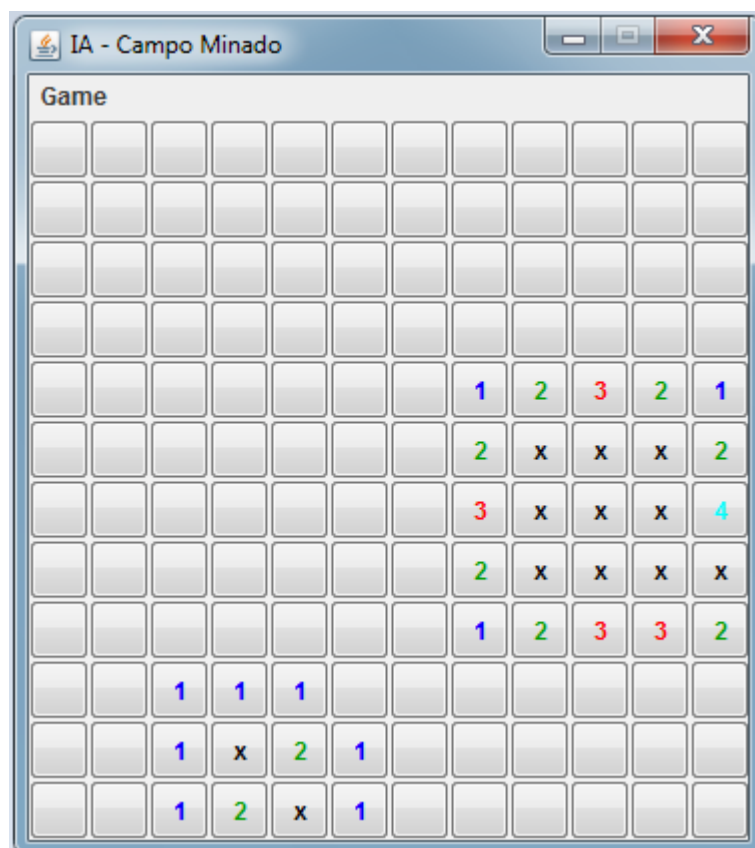 IA - Campo Minado
Game
1 2 3 2 1
2 x x x 2
3 x x x 4
2 x x x x
1 2 3 3 2
1 1 1
1 x 2 1
1 2 x 1